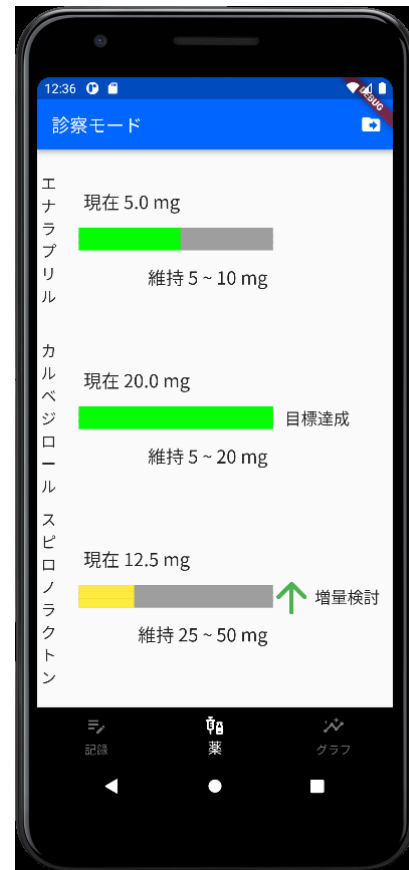 12:36
DEBUG
診察モード
エナラプリル
現在 5.0 mg
維持 5 ~ 10 mg
カルベジロール
現在 20.0 mg
目標達成
維持 5 ~ 20 mg
スピロノラクトン
現在 12.5 mg
増量検討
維持 25 ~ 50 mg
記録
薬
グラフ